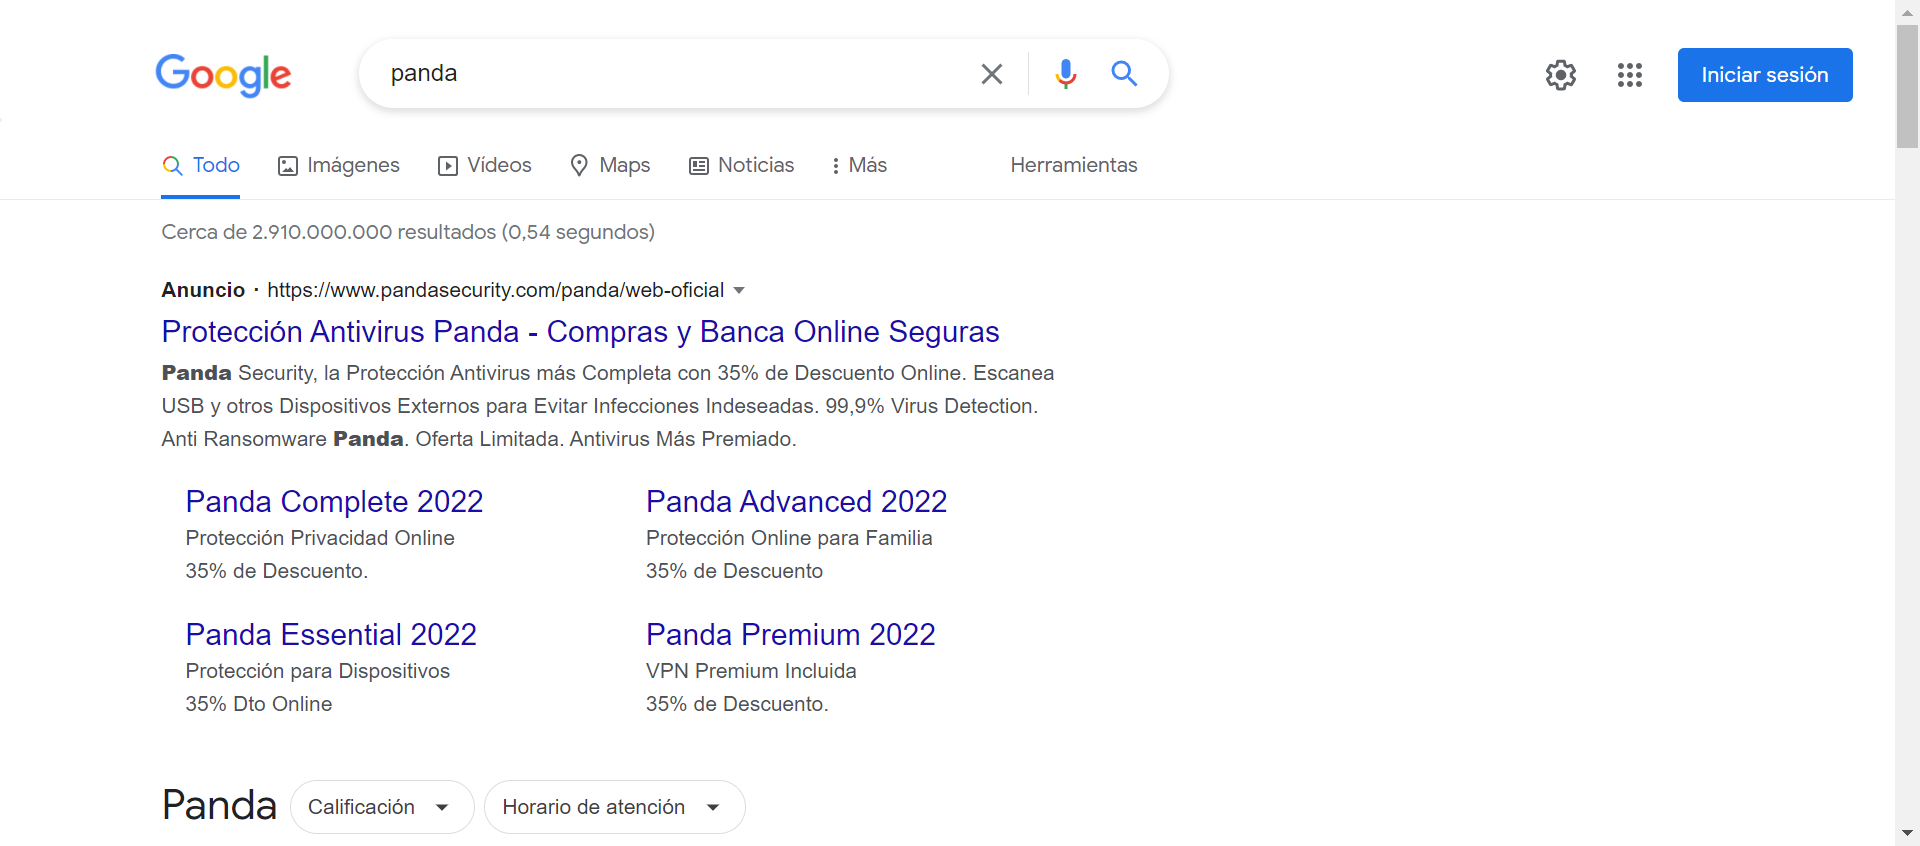 Google
panda
Iniciar sesión
Todo
Imágenes
Vídeos
Maps
Noticias
Más
Herramientas
Cerca de 2.910.000.000 resultados (0,54 segundos)
Anuncio · https://www.pandasecurity.com/panda/web-oficial
Protección Antivirus Panda - Compras y Banca Online Seguras
Panda Security, la Protección Antivirus más Completa con 35% de Descuento Online. Escanea
USB y otros Dispositivos Externos para Evitar Infecciones Indeseadas. 99,9% Virus Detection.
Anti Ransomware Panda. Oferta Limitada. Antivirus Más Premiado.
Panda Complete 2022
Protección Privacidad Online
35% de Descuento.
Panda Advanced 2022
Protección Online para Familia
35% de Descuento
Panda Essential 2022
Protección para Dispositivos
35% Dto Online
Panda Premium 2022
VPN Premium Incluida
35% de Descuento.
Panda
Calificación
Horario de atención